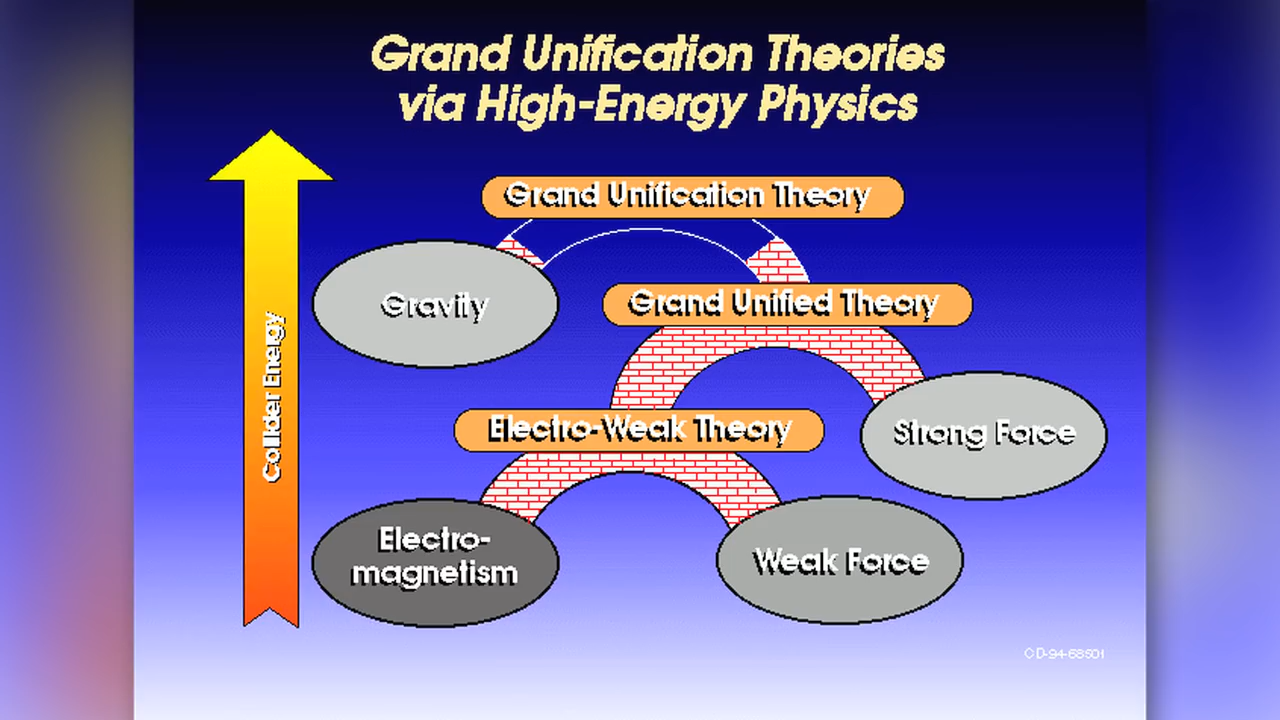 Grand Unification Theories
via High-Energy Physics
Grand Unification Theory
Gravity
Grand Unified Theory
Collider Energy
Electro-Weak Theory
Strong Force
Electro-
magnetism
Weak Force
CD-94-68501